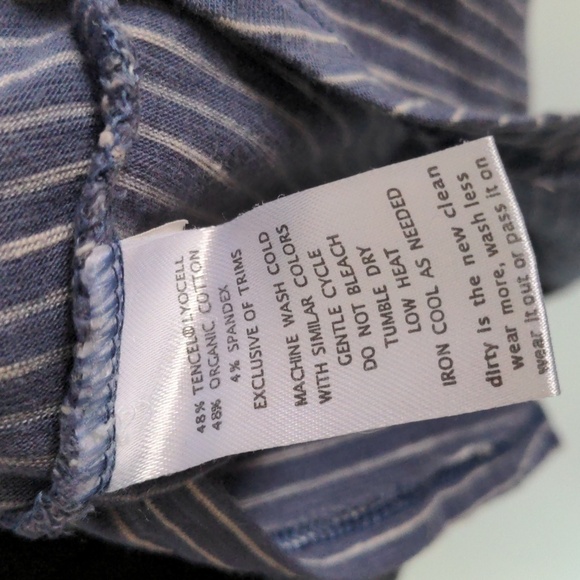 48% TENCEL® LYOCELL
48% ORGANIC COTTON
4% SPANDEX
EXCLUSIVE OF TRIMS
MACHINE WASH COLD
WITH SIMILAR COLORS
GENTLE CYCLE
DO NOT BLEACH
TUMBLE DRY
LOW HEAT
IRON COOL AS NEEDED
dirty is the new clean
wear more, wash less
wear it out or pass it on